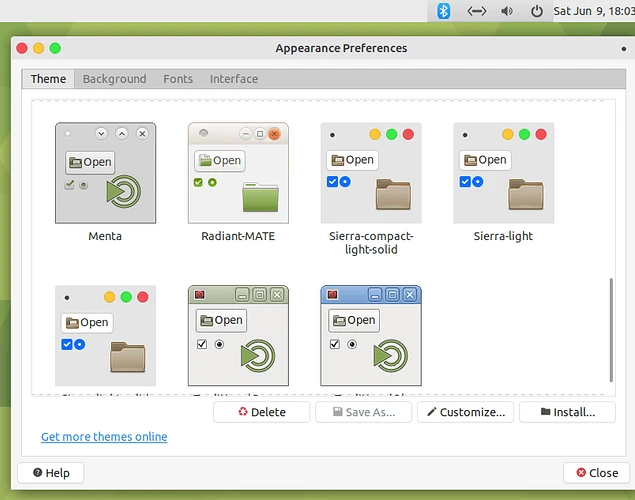 Sat Jun 9, 18:03
Appearance Preferences
Theme Background Fonts Interface
Open Open Open Open
Menta Radiant-MATE Sierra-compact-light-solid Sierra-light
Open Open Open
Delete Save As... Customize... Install...
Get more themes online
Help Close